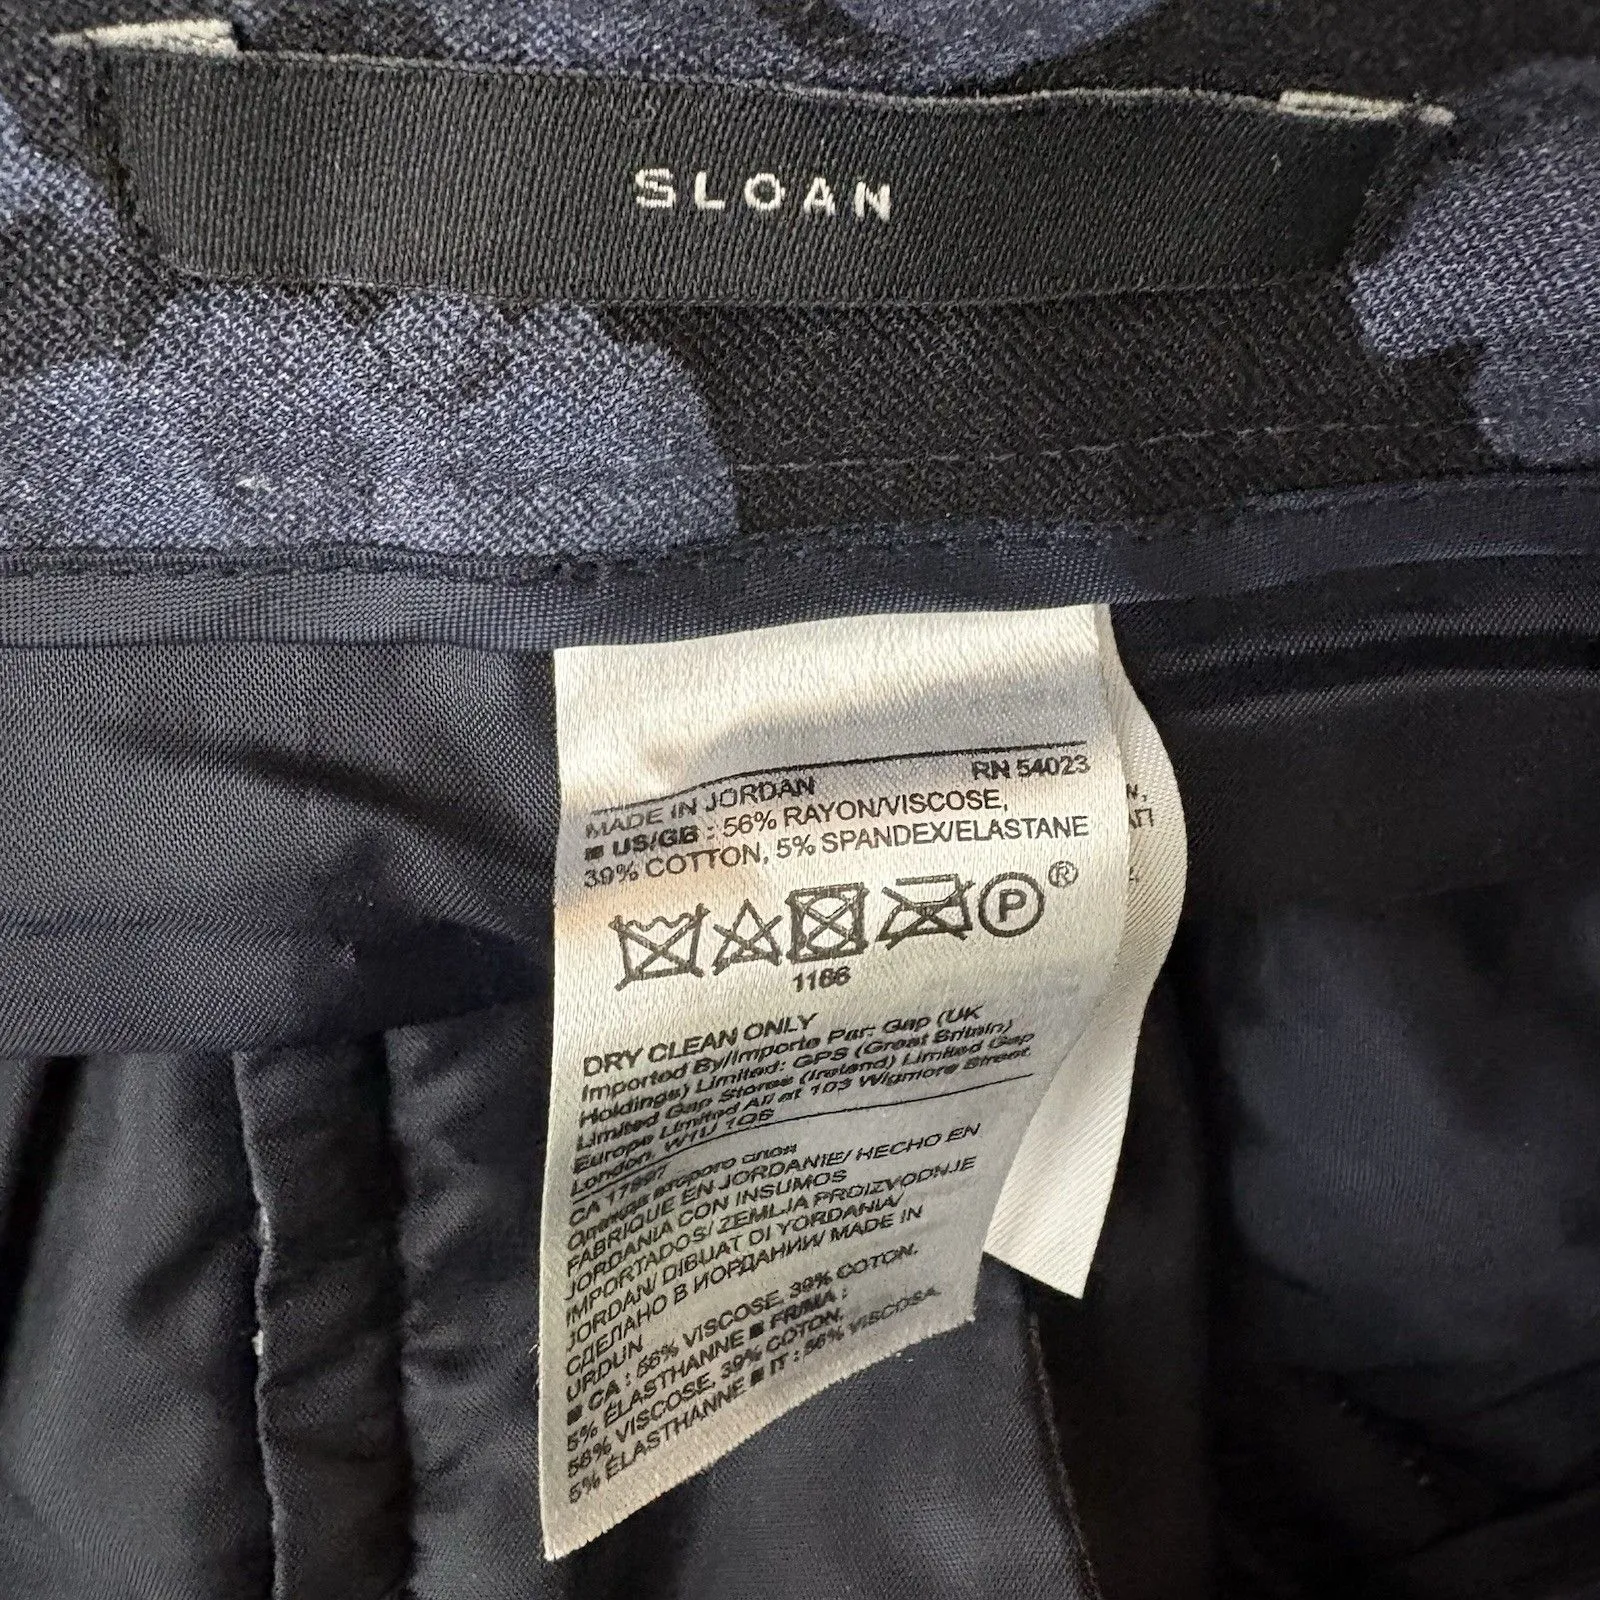 SLOAN
RN 54023
MADE IN JORDAN
■ US/GB : 56% RAYON/VISCOSE,
39% COTTON, 5% SPANDEX/ELASTANE
P ®
1166
DRY CLEAN ONLY
Imported By/Importe Par: Gap (UK
Holdings) Limited: GPS (Great Britain)
Limited Gap Stores (Ireland) Limited Gap
Europe Limited All at 103 Wigmore Street
London, W1U 1QS
CA 17897
второго слоя
FABRIQUE EN JORDANIE/ HECHO EN
JORDANIA CON INSUMOS
IMPORTADOS/ ZEMLJA PROIZVODNJE
JORDAN/ DIBUAT DI YORDANIA/
СДЕЛАНО В ИОРДАНИИ/ MADE IN
URDUN
■ CA : 56% VISCOSE, 39% COTON,
5% ÉLASTHANNE ■ FR/MA :
56% VISCOSE, 39% COTON,
5% ÉLASTHANNE ■ IT : 56% VISCOSA,